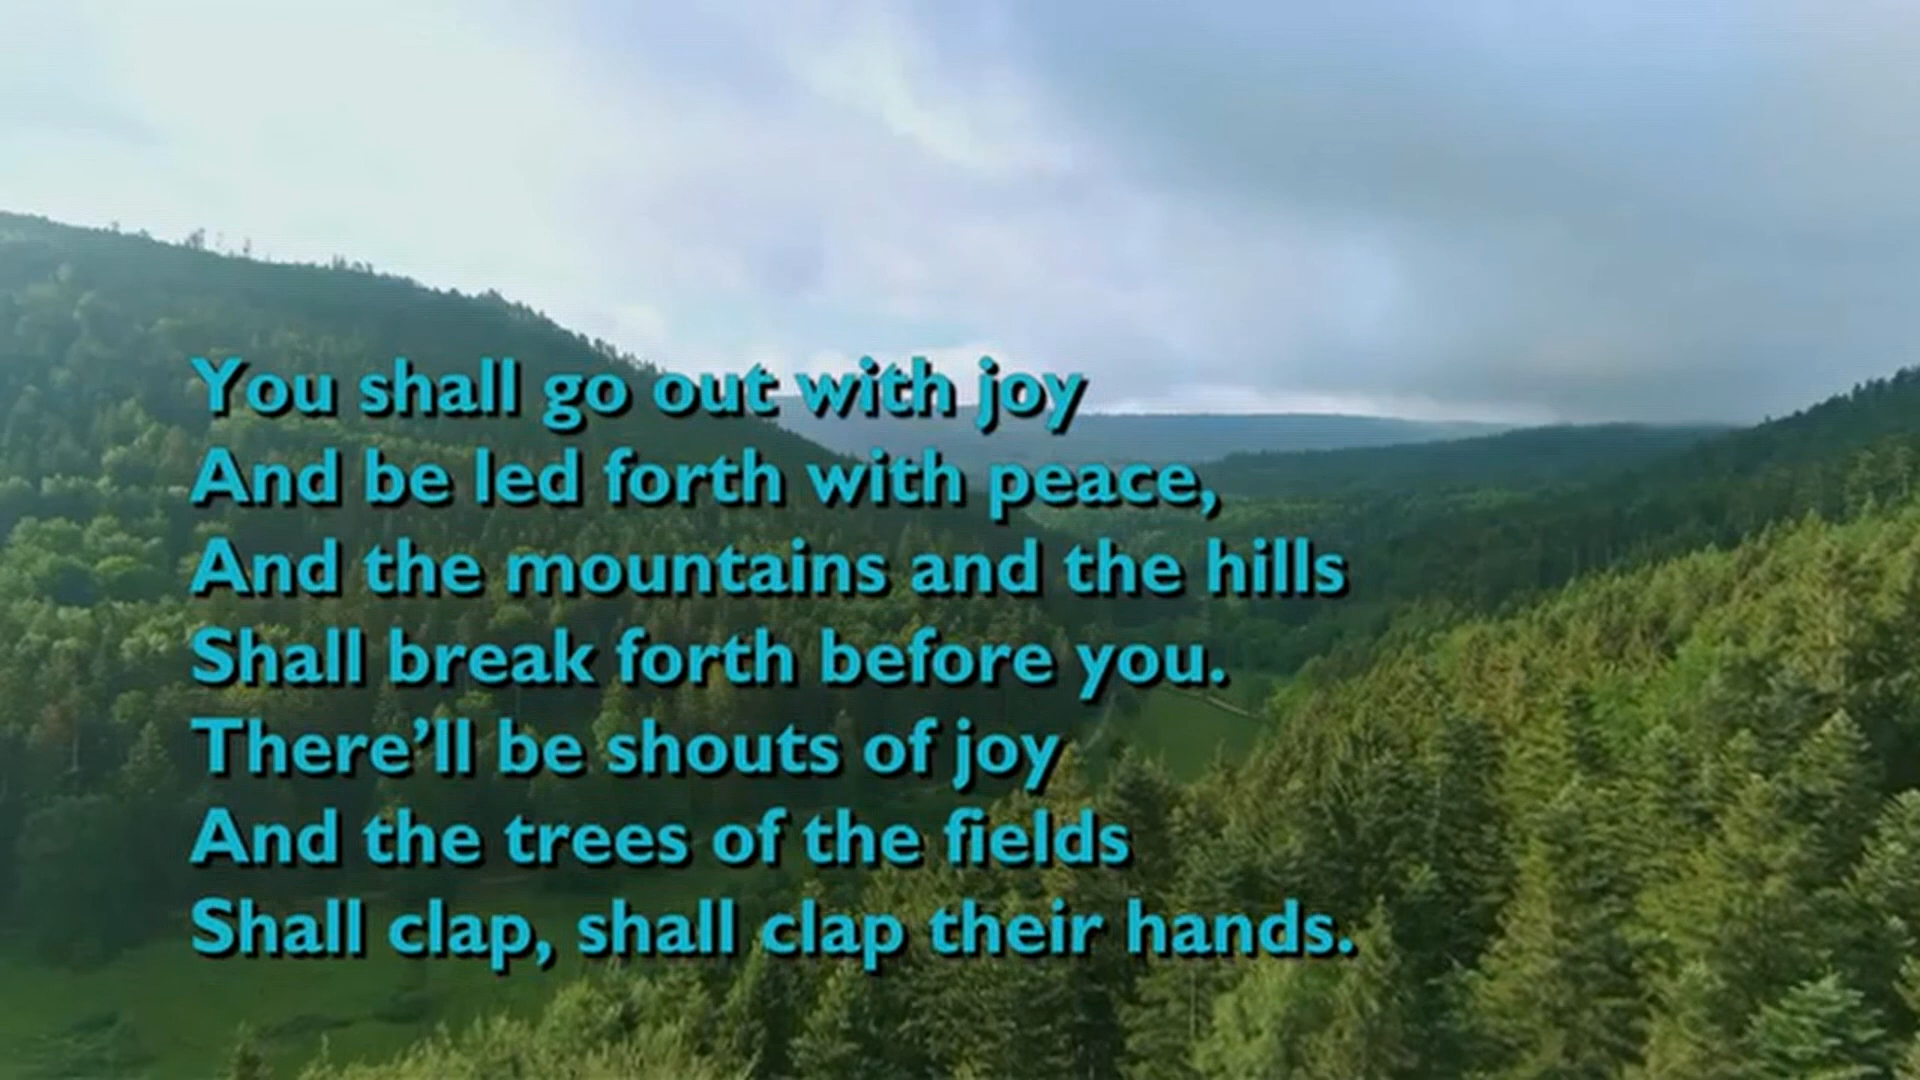 You shall go out with joy
And be led forth with peace,
And the mountains and the hills
Shall break forth before you.
There’ll be shouts of joy
And the trees of the fields
Shall clap, shall clap their hands.